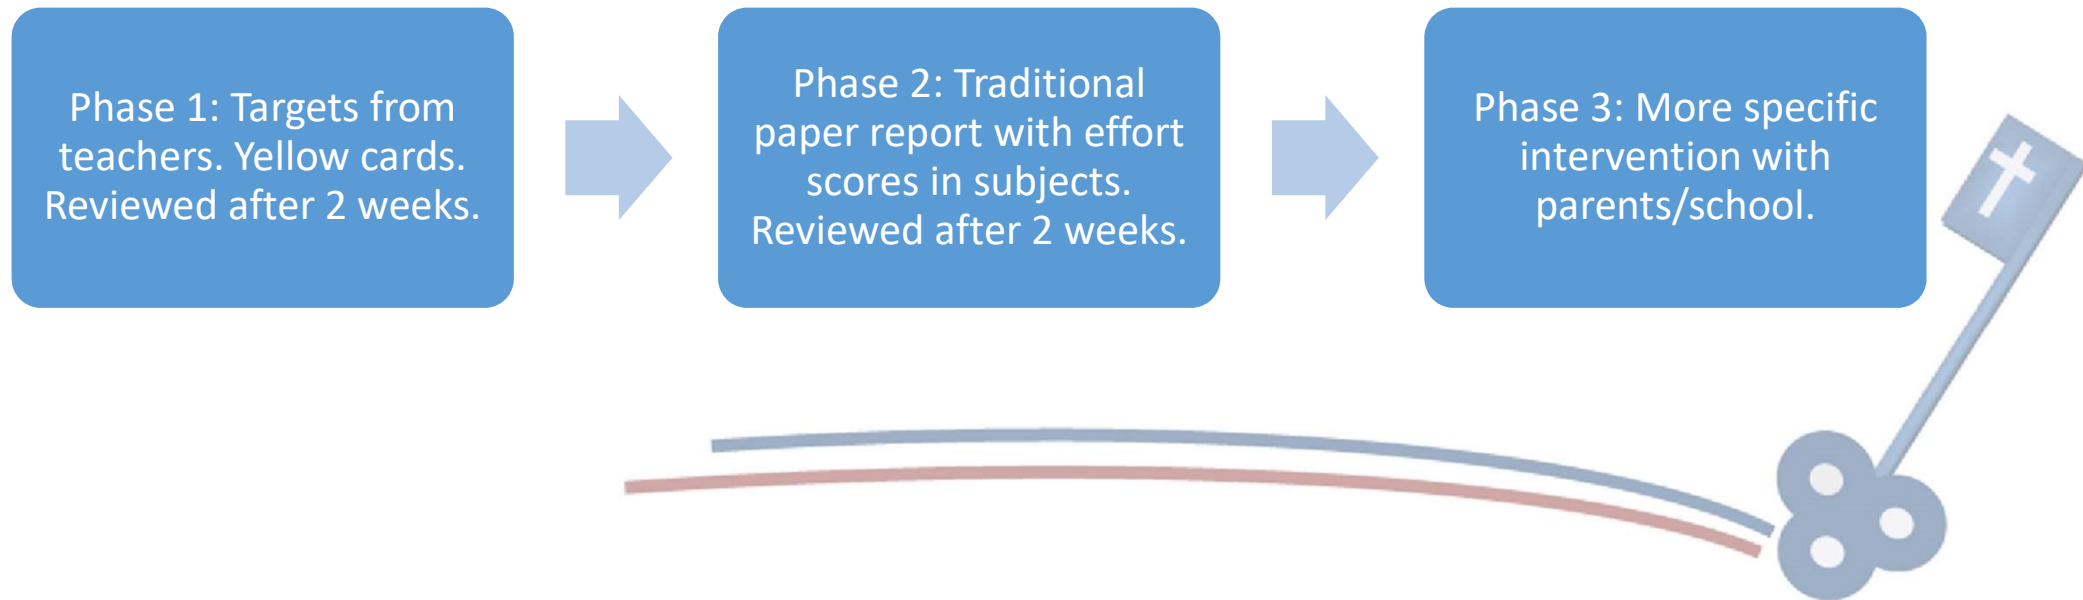 Phase 1: Targets from
teachers. Yellow cards.
Reviewed after 2 weeks.
Phase 2: Traditional
paper report with effort
scores in subjects.
Reviewed after 2 weeks.
Phase 3: More specific
intervention with
parents/school.